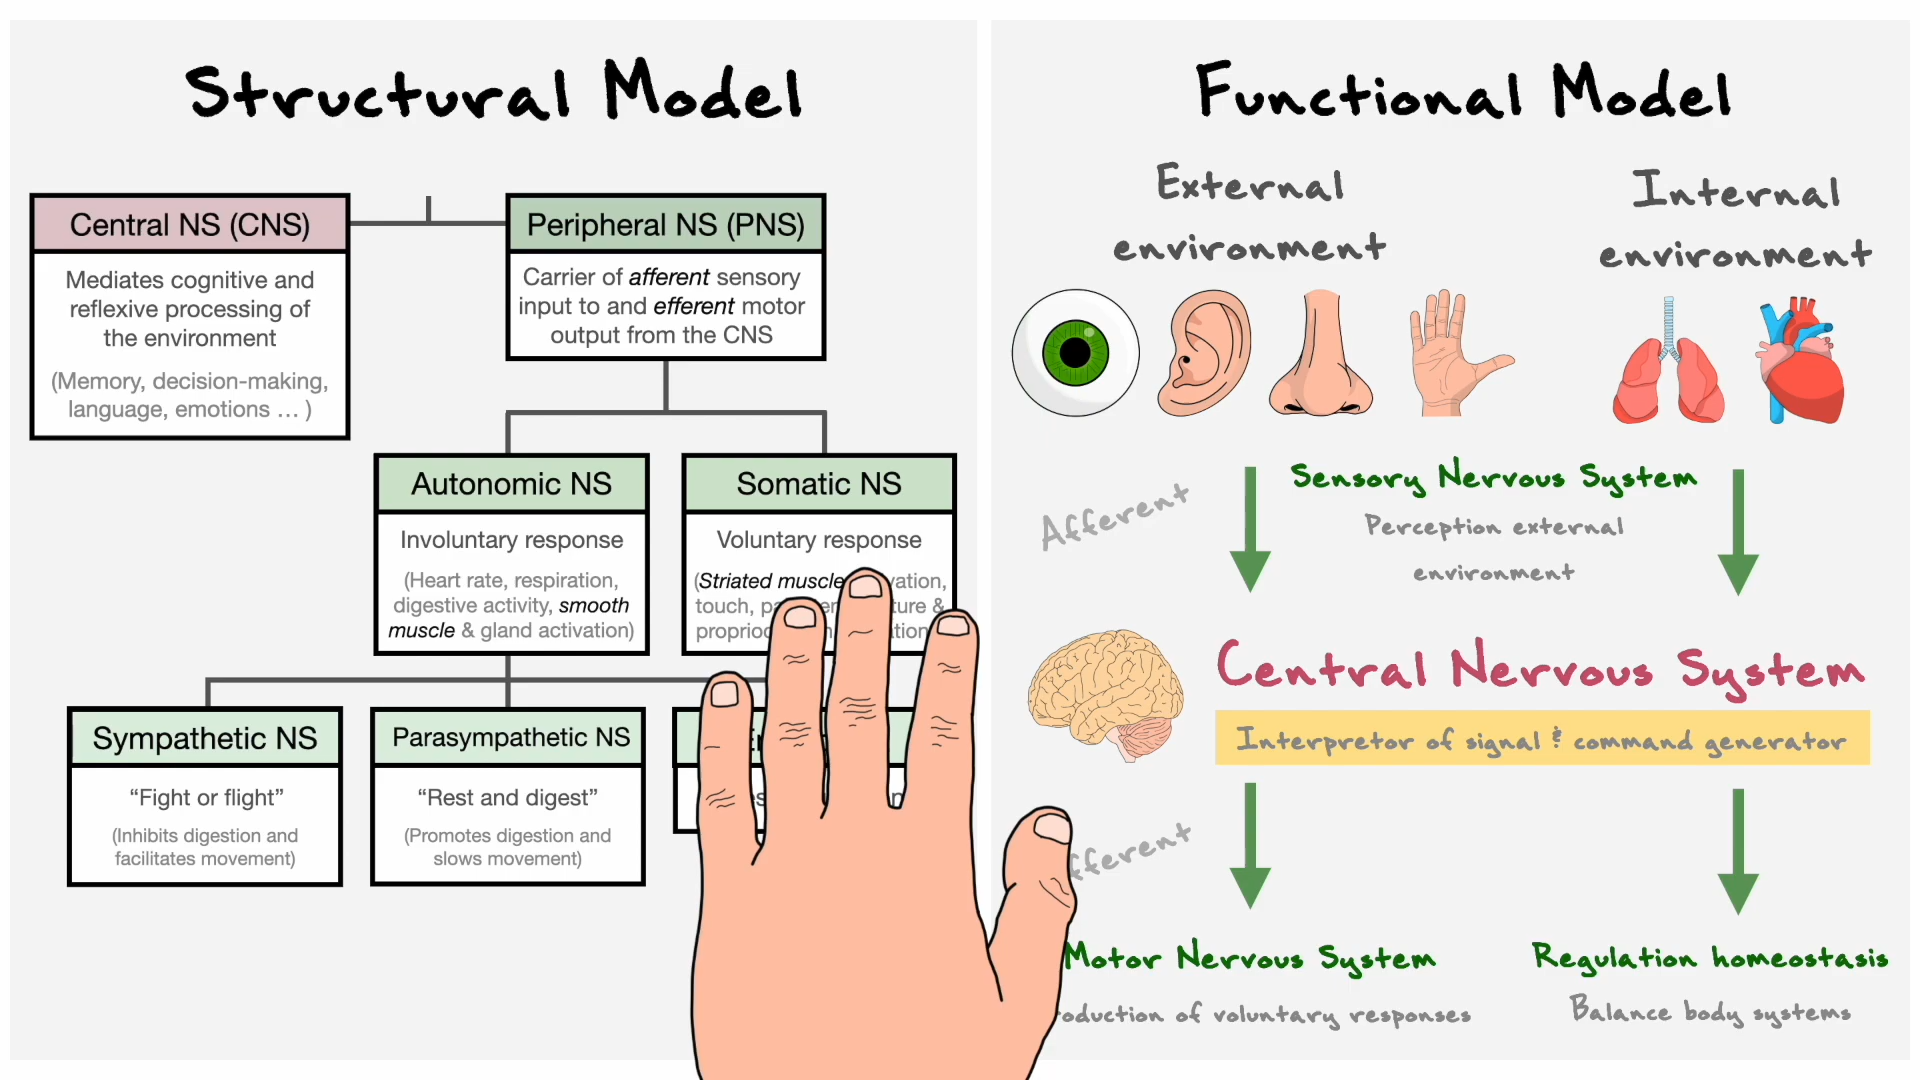 Structural Model
Central NS (CNS)
Mediates cognitive and
reflexive processing of
the environment
(Memory, decision-making,
language, emotions … )
Peripheral NS (PNS)
Carrier of afferent sensory
input to and efferent motor
output from the CNS
Autonomic NS
Involuntary response
(Heart rate, respiration,
digestive activity, smooth
muscle & gland activation)
Somatic NS
Voluntary response
(Striated muscle
touch,
&
Sympathetic NS
“Fight or flight”
(Inhibits digestion and
facilitates movement)
Parasympathetic NS
“Rest and digest”
(Promotes digestion and
slows movement)
Functional Model
External
environment
Internal
environment
Afferent
Sensory Nervous System
Perception external
environment
Central Nervous System
Interpretor of signal & command generator
Motor Nervous System
of voluntary responses
Regulation homeostasis
Balance body systems